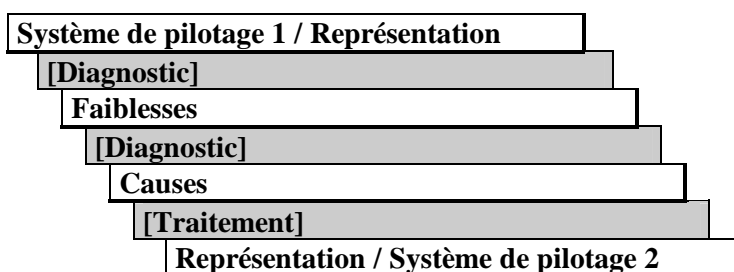 Système de pilotage 1 / Représentation
[Diagnostic]
Faiblesses
[Diagnostic]
Causes
[Traitement]
Représentation / Système de pilotage 2